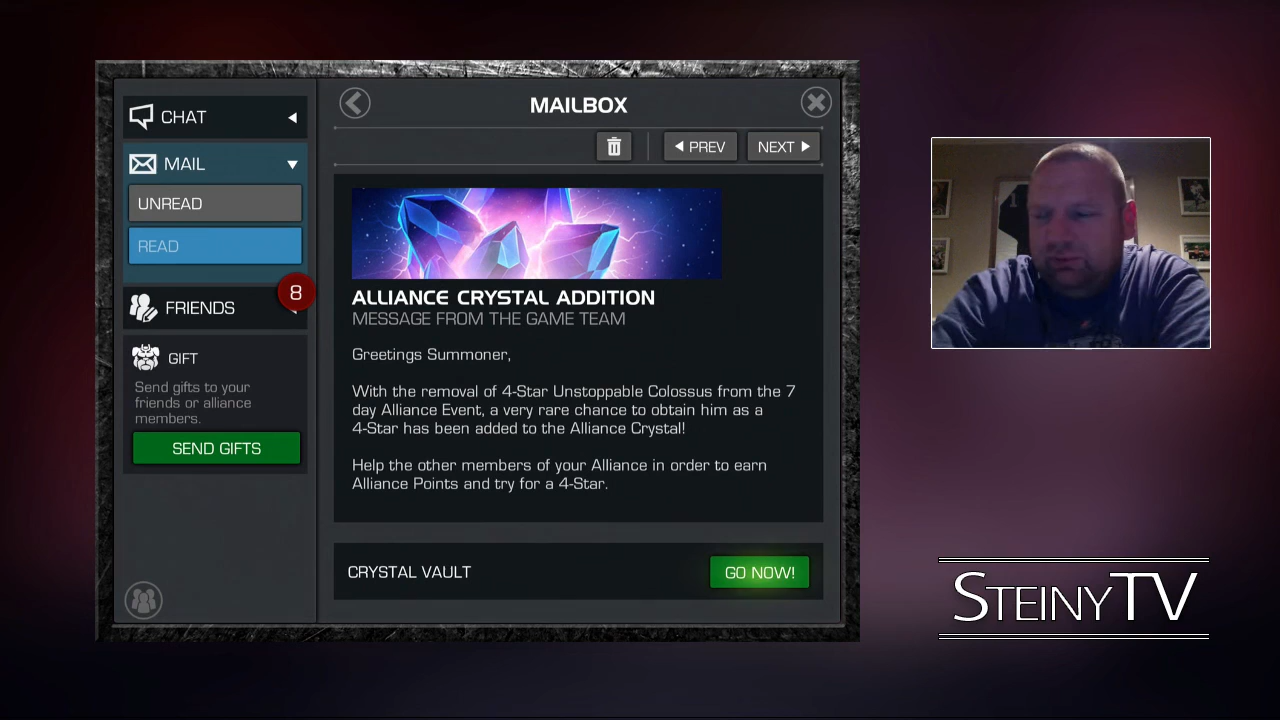 CHAT
MAIL
UNREAD
READ
8
FRIENDS
GIFT
Send gifts to your
friends or alliance
members.
SEND GIFTS
MAILBOX
PREV
NEXT
ALLIANCE CRYSTAL ADDITION
MESSAGE FROM THE GAME TEAM
Greetings Summoner,
With the removal of 4-Star Unstoppable Colossus from the 7
day Alliance Event, a very rare chance to obtain him as a
4-Star has been added to the Alliance Crystal!
Help the other members of your Alliance in order to earn
Alliance Points and try for a 4-Star.
CRYSTAL VAULT
GO NOW!
STEINYTV